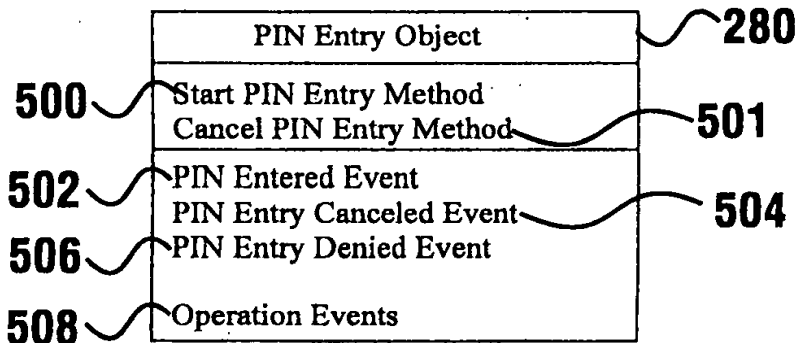 PIN Entry Object 280
500 Start PIN Entry Method
Cancel PIN Entry Method 501
502 PIN Entered Event
PIN Entry Canceled Event 504
506 PIN Entry Denied Event
508 Operation Events